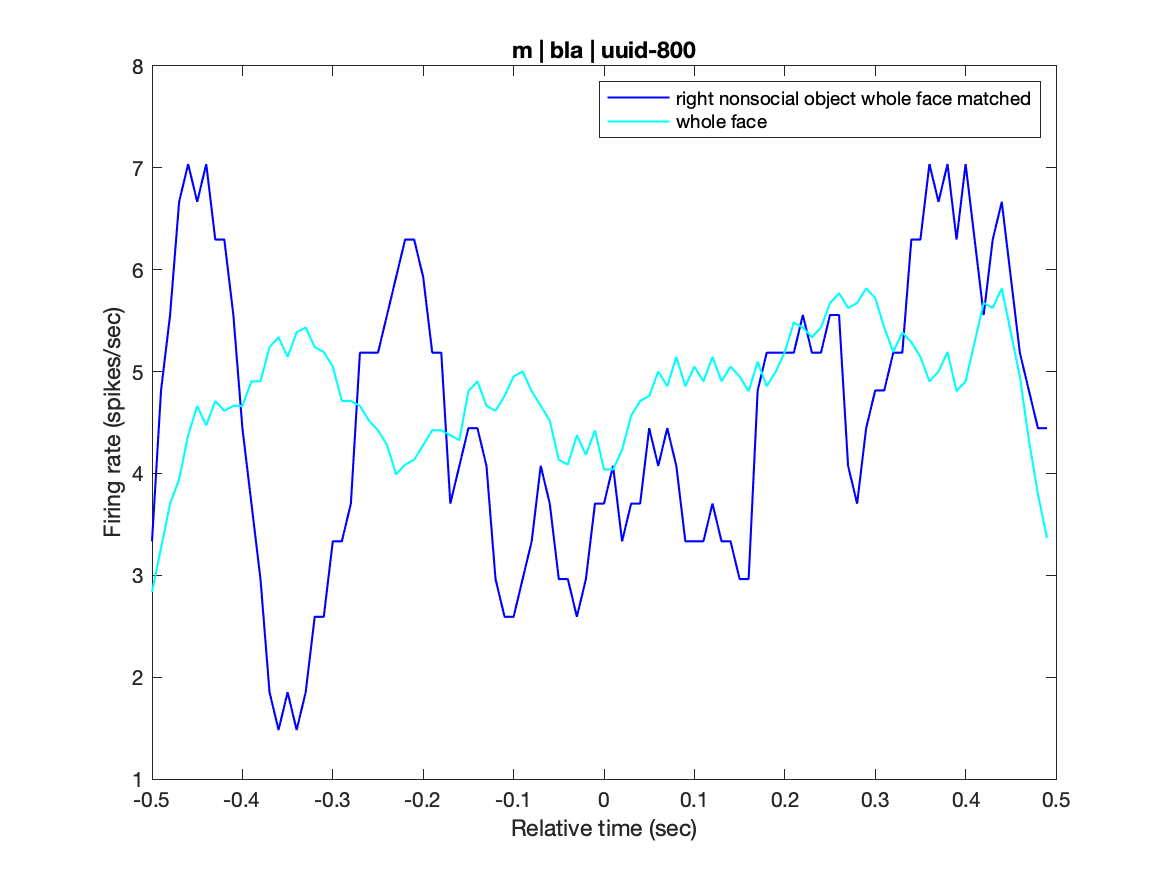 m | bla | uuid-800
right nonsocial object whole face matched
whole face
Firing rate (spikes/sec)
8
7
6
5
4
3
2
1
-0.5 -0.4 -0.3 -0.2 -0.1 0 0.1 0.2 0.3 0.4 0.5
Relative time (sec)